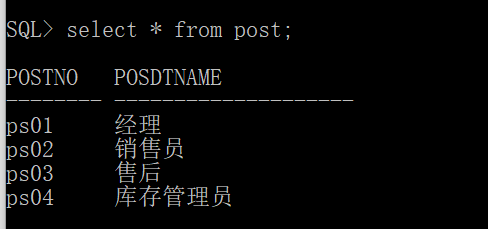 SQL> select * from post;
POSTNO POSDTNAME
-------- --------------------
ps01 经理
ps02 销售员
ps03 售后
ps04 库存管理员